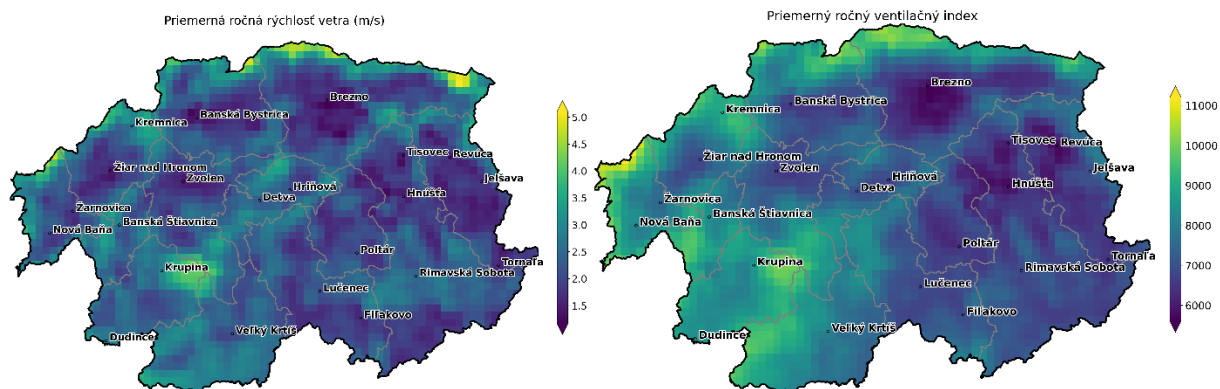 Priemerná ročná rýchlosť vetra (m/s)
Brezno
Banská Bystrica
Kremnica
Tisovec
Revúca
Žiar nad Hronom
Zvolen
Jelšava
Hriňová
Hnúšťa
Detva
Žarnovica
Banská Štiavnica
Nová Baňa
Poltár
Tornaľa
Krupina
Rimavská Sobota
Lučenec
Fiľakovo
Veľký Krtíš
Dudince
5.0
4.5
4.0
3.5
3.0
2.5
2.0
1.5
Priemerný ročný ventilačný index
Brezno
Banská Bystrica
Kremnica
Tisovec
Revúca
Žiar nad Hronom
Zvolen
Jelšava
Hriňová
Hnúšťa
Detva
Žarnovica
Banská Štiavnica
Nová Baňa
Poltár
Tornaľa
Krupina
Rimavská Sobota
Lučenec
Fiľakovo
Veľký Krtíš
Dudince
11000
10000
9000
8000
7000
6000